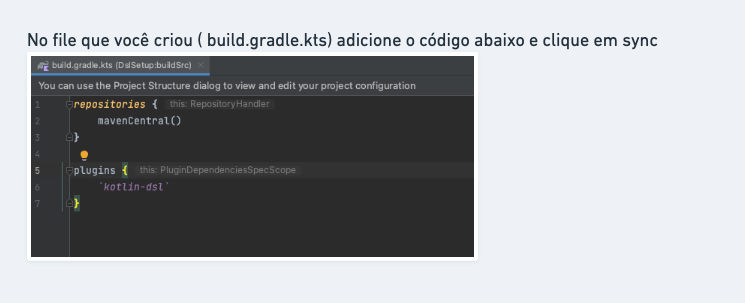 No file que você criou ( build.gradle.kts) adicione o código abaixo e clique em sync
build.gradle.kts (DslSetup:buildSrc) ×
You can use the Project Structure dialog to view and edit your project configuration
1 repositories { this: RepositoryHandler
2 mavenCentral()
3 }
4
5 plugins { this: PluginDependenciesSpecScope
6 `kotlin-dsl`
7 }